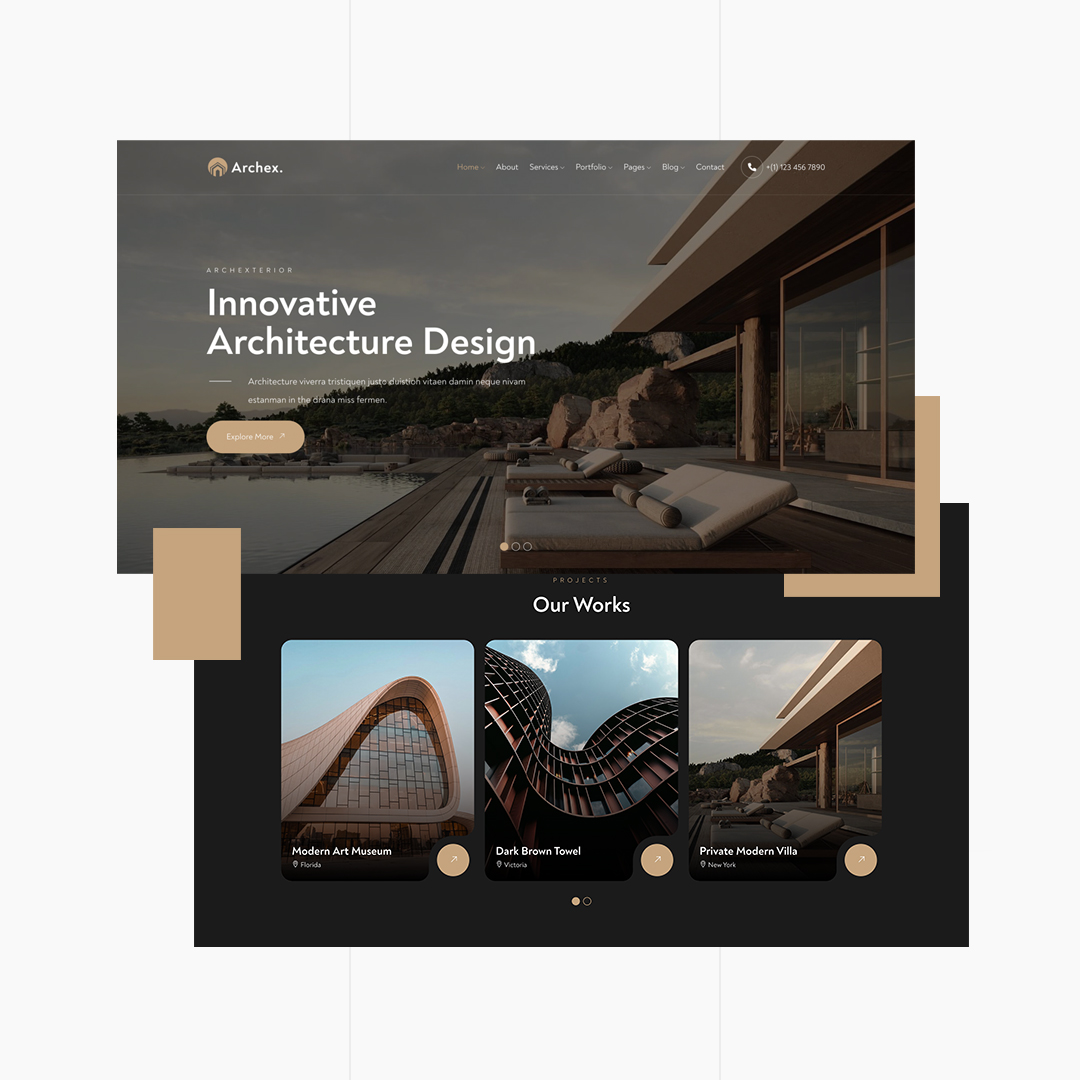 Archex.
Home About Services Portfolio Pages Blog Contact +(1) 123 456 7890
ARCHEXTERIOR
Innovative
Architecture Design
Architecture viverra tristiquen justo duistion vitaen damin neque nivam
estanman in the drana miss fermen.
Explore More
PROJECTS
Our Works
Modern Art Museum
Florida
Dark Brown Towel
Victoria
Private Modern Villa
New York